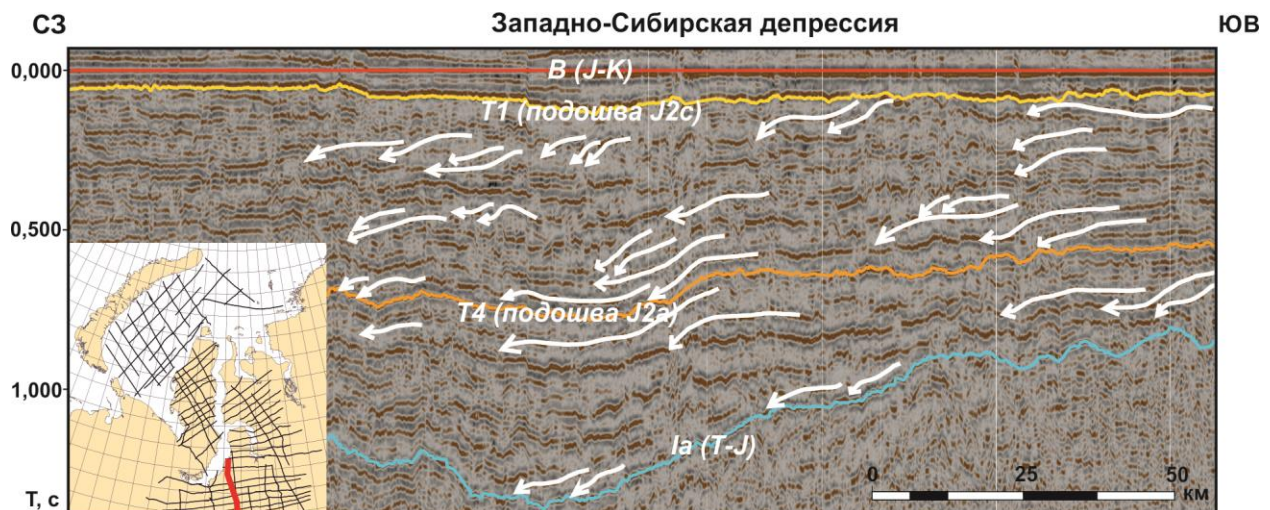 СЗ
Западно-Сибирская депрессия
ЮВ
0,000
B (J-K)
T1 (подошва J2c)
0,500
T4 (подошва J2a)
1,000
Ia (T-J)
0 25 50
км
T, c